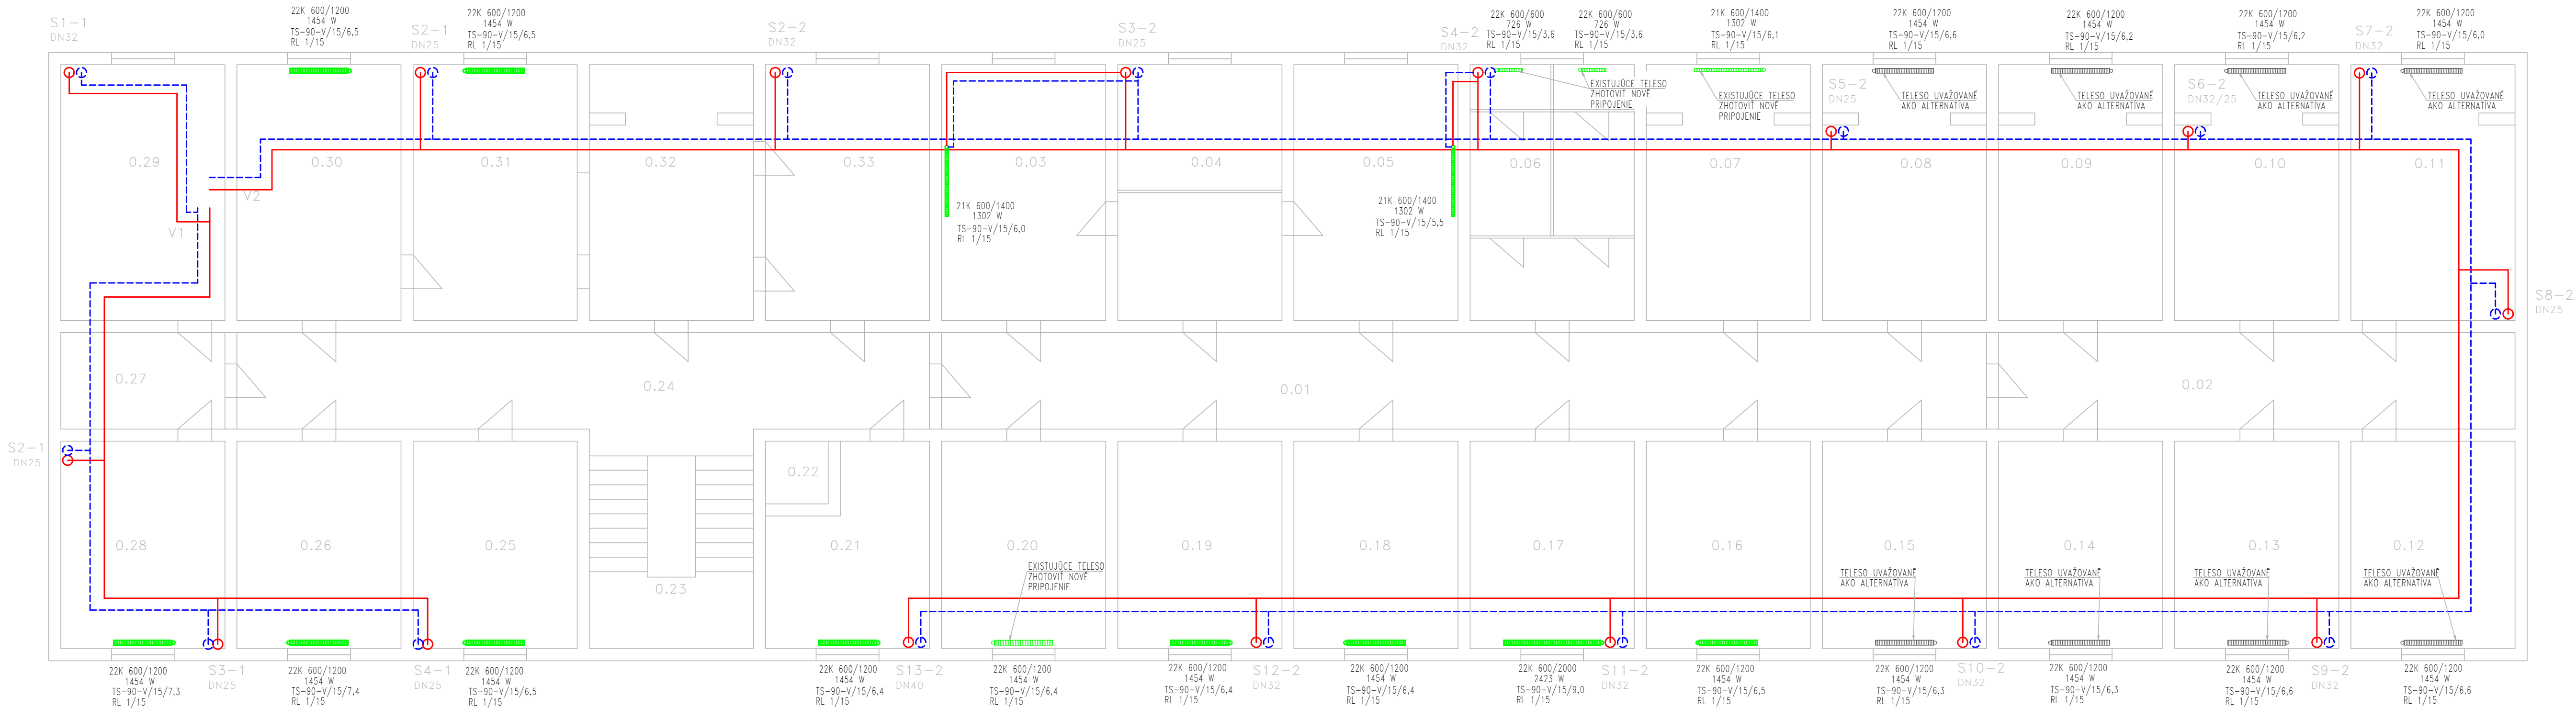 S1-1
DN32
22K 600/1200
1454 W
TS-90-V/15/6,5
RL 1/15
S2-1
DN25
22K 600/1200
1454 W
TS-90-V/15/6,5
RL 1/15
S2-2
DN32
S3-2
DN25
S4-2
DN32
22K 600/600
726 W
TS-90-V/15/3,6
RL 1/15
22K 600/600
726 W
TS-90-V/15/3,6
RL 1/15
21K 600/1400
1302 W
TS-90-V/15/6,1
RL 1/15
22K 600/1200
1454 W
TS-90-V/15/6,6
RL 1/15
22K 600/1200
1454 W
TS-90-V/15/6,2
RL 1/15
22K 600/1200
1454 W
TS-90-V/15/6,2
RL 1/15
S7-2
DN32
22K 600/1200
1454 W
TS-90-V/15/6,0
RL 1/15
EXISTUJÚCE TELESO
ZHOTOVIŤ NOVÉ
PRIPOJENIE
EXISTUJÚCE TELESO
ZHOTOVIŤ NOVÉ
PRIPOJENIE
S5-2
DN25
TELESO UVAŽOVANÉ
AKO ALTERNATÍVA
TELESO UVAŽOVANÉ
AKO ALTERNATÍVA
S6-2
DN32/25
TELESO UVAŽOVANÉ
AKO ALTERNATÍVA
TELESO UVAŽOVANÉ
AKO ALTERNATÍVA
0.29
0.30
0.31
0.32
0.33
0.03
0.04
0.05
0.06
0.07
0.08
0.09
0.10
0.11
V2
V1
21K 600/1400
1302 W
TS-90-V/15/6,0
RL 1/15
21K 600/1400
1302 W
TS-90-V/15/5,5
RL 1/15
S8-2
DN25
0.27
0.24
0.01
0.02
S2-1
DN25
0.22
0.28
0.26
0.25
0.23
0.21
0.20
0.19
0.18
0.17
0.16
0.15
0.14
0.13
0.12
EXISTUJÚCE TELESO
ZHOTOVIŤ NOVÉ
PRIPOJENIE
TELESO UVAŽOVANÉ
AKO ALTERNATÍVA
TELESO UVAŽOVANÉ
AKO ALTERNATÍVA
TELESO UVAŽOVANÉ
AKO ALTERNATÍVA
TELESO UVAŽOVANÉ
AKO ALTERNATÍVA
22K 600/1200
1454 W
TS-90-V/15/7,3
RL 1/15
S3-1
DN25
22K 600/1200
1454 W
TS-90-V/15/7,4
RL 1/15
S4-1
DN25
22K 600/1200
1454 W
TS-90-V/15/6,5
RL 1/15
22K 600/1200
1454 W
TS-90-V/15/6,4
RL 1/15
S13-2
DN40
22K 600/1200
1454 W
TS-90-V/15/6,4
RL 1/15
22K 600/1200
1454 W
TS-90-V/15/6,4
RL 1/15
S12-2
DN32
22K 600/1200
1454 W
TS-90-V/15/6,4
RL 1/15
22K 600/2000
2423 W
TS-90-V/15/9,0
RL 1/15
S11-2
DN32
22K 600/1200
1454 W
TS-90-V/15/6,5
RL 1/15
22K 600/1200
1454 W
TS-90-V/15/6,3
RL 1/15
S10-2
DN32
22K 600/1200
1454 W
TS-90-V/15/6,3
RL 1/15
22K 600/1200
1454 W
TS-90-V/15/6,6
RL 1/15
S9-2
DN32
22K 600/1200
1454 W
TS-90-V/15/6,6
RL 1/15